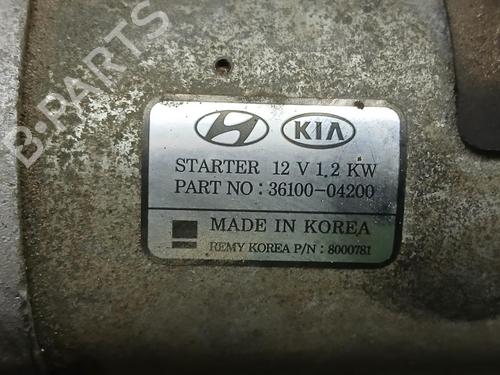 B-PARTS
KIA
STARTER 12 V 1.2 KW
PART NO : 36100-04200
MADE IN KOREA
REMY KOREA P/N : 8000781